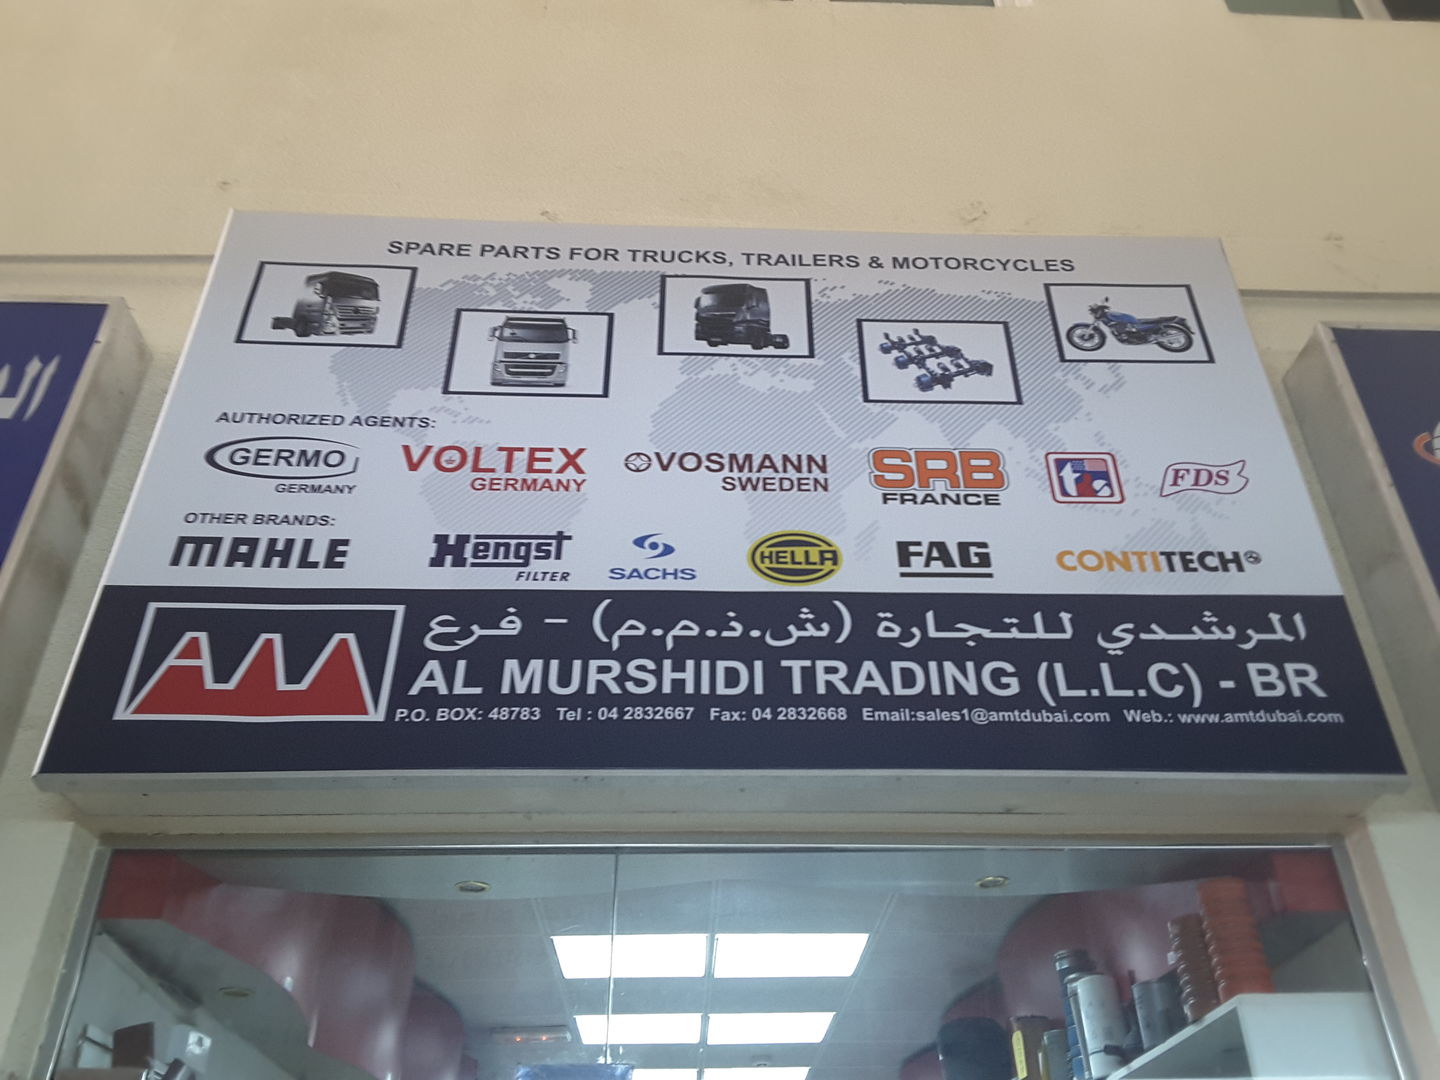 SPARE PARTS FOR TRUCKS, TRAILERS & MOTORCYCLES
AUTHORIZED AGENTS:
GERMO GERMANY
VOLTEX GERMANY
VOSMANN SWEDEN
SRB FRANCE
FDS
OTHER BRANDS:
MAHLE
Hengst FILTER
SACHS
HELLA
FAG
CONTITECH
المرشدي للتجارة (ش.ذ.م.م) - فرع
AM
AL MURSHIDI TRADING (L.L.C) - BR
P.O. BOX: 48783 Tel : 04 2832667 Fax: 04 2832668 Email:sales1@amtdubai.com Web.: www.amtdubai.com